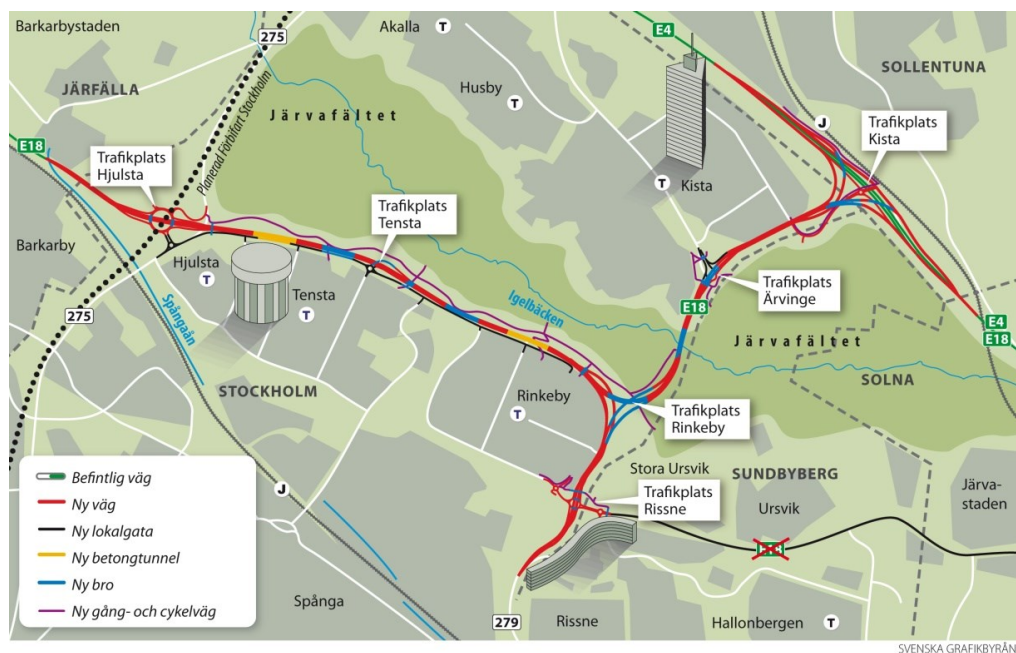 Barkarbystaden
275
Akalla
T
E4
SOLLENTUNA
JÄRFÄLLA
Planerad Förbifart Stockholm
Järvafältet
Husby
T
J
Trafikplats
Kista
E18
Trafikplats
Hjulsta
T
Kista
Trafikplats
Tensta
Barkarby
Hjulsta
T
Tensta
T
Igelbäcken
Trafikplats
Ärvinge
E18
275
Spångaån
E4
E18
Järvafältet
STOCKHOLM
SOLNA
Rinkeby
T
Trafikplats
Rinkeby
Stora Ursvik
SUNDBYBERG
Trafikplats
Rissne
Ursvik
Järva-
staden
J
Befintlig väg
Ny väg
Ny lokalgata
Ny betongtunnel
Ny bro
Ny gång- och cykelväg
Spånga
279
Rissne
Hallonbergen
T
SVENSKA GRAFIKBYRÅN